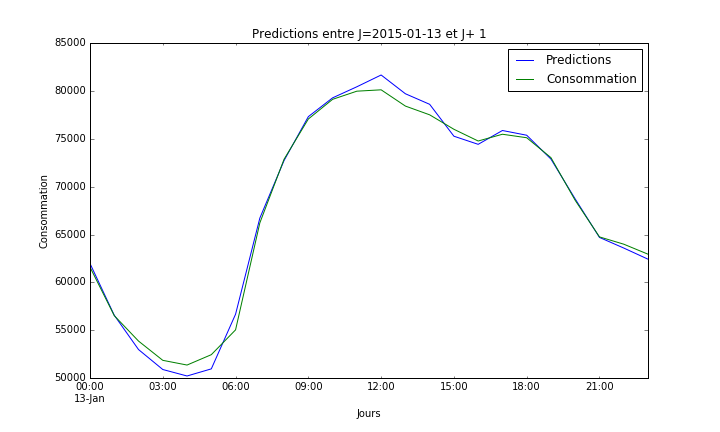 Predictions entre J=2015-01-13 et J+ 1
85000
80000
75000
70000
65000
60000
55000
50000
Consommation
Predictions
Consommation
00:00 03:00 06:00 09:00 12:00 15:00 18:00 21:00
13-Jan
Jours